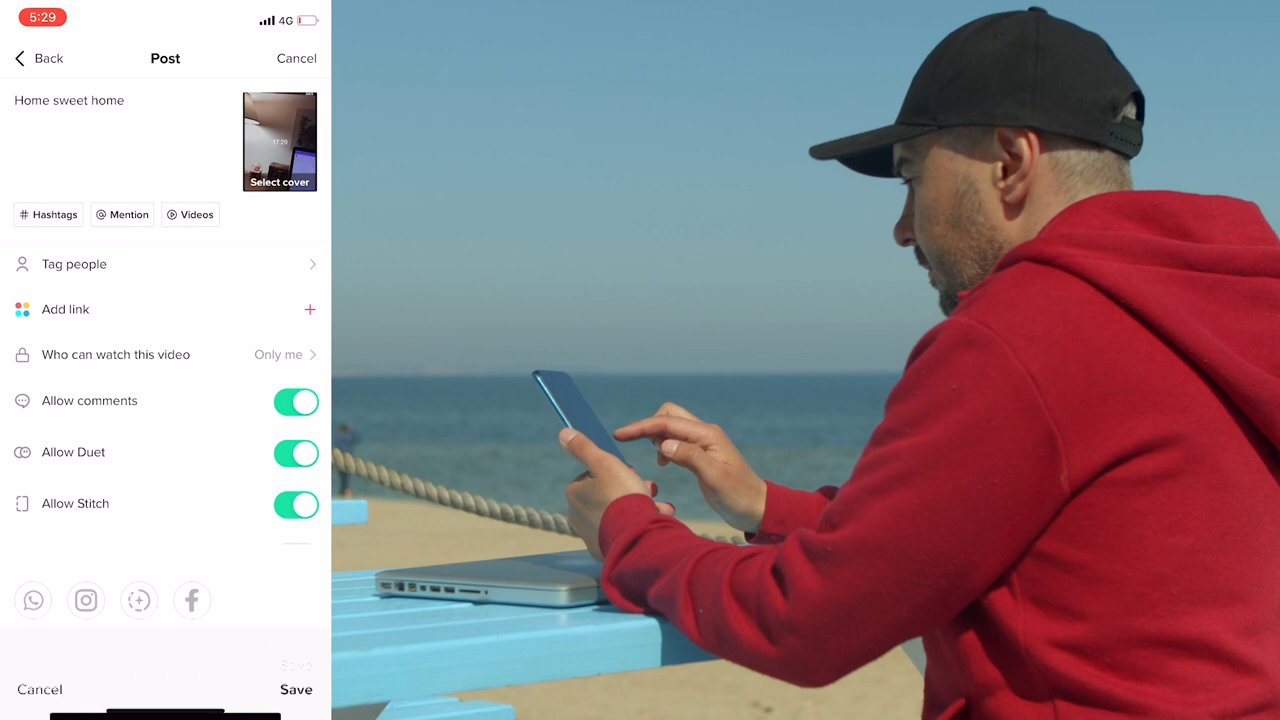 5:29
4G
Back
Post
Cancel
Home sweet home
17:29
Select cover
# Hashtags
@ Mention
Videos
Tag people
Add link
+
Who can watch this video
Only me
Allow comments
Allow Duet
Allow Stitch
Save
Cancel
Save